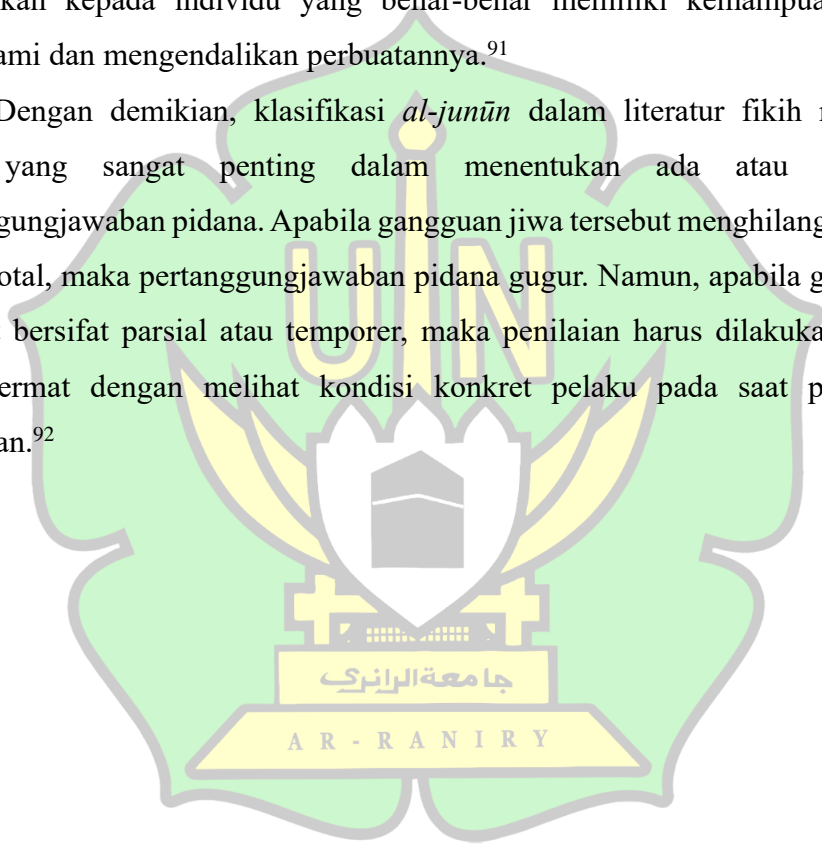 kan kepada individu yang benar-benar memiliki
ami dan mengendalikan perbuatannya.91
Dengan demikian, klasifikasi al-junūn dalam literatur fikih
yang sangat penting dalam menentukan ada atau
gungjawaban pidana. Apabila gangguan jiwa tersebut menghilang
otal, maka pertanggungjawaban pidana gugur. Namun, apabila g
bersifat parsial atau temporer, maka penilaian harus dilakuka
ermat dengan melihat kondisi konkret pelaku pada saat p
an.92
UIN
جامعة الرانري
AR-RANIRY